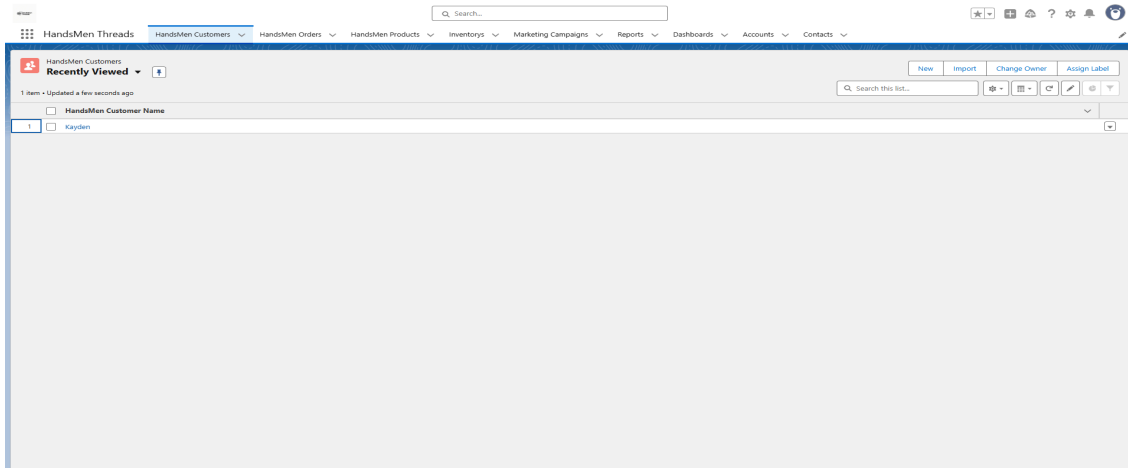 Search...
HandsMen Threads
HandsMen Customers
HandsMen Orders
HandsMen Products
Inventorys
Marketing Campaigns
Reports
Dashboards
Accounts
Contacts
HandsMen Customers
Recently Viewed
New
Import
Change Owner
Assign Label
1 item • Updated a few seconds ago
Search this list...
HandsMen Customer Name
1
Kayden